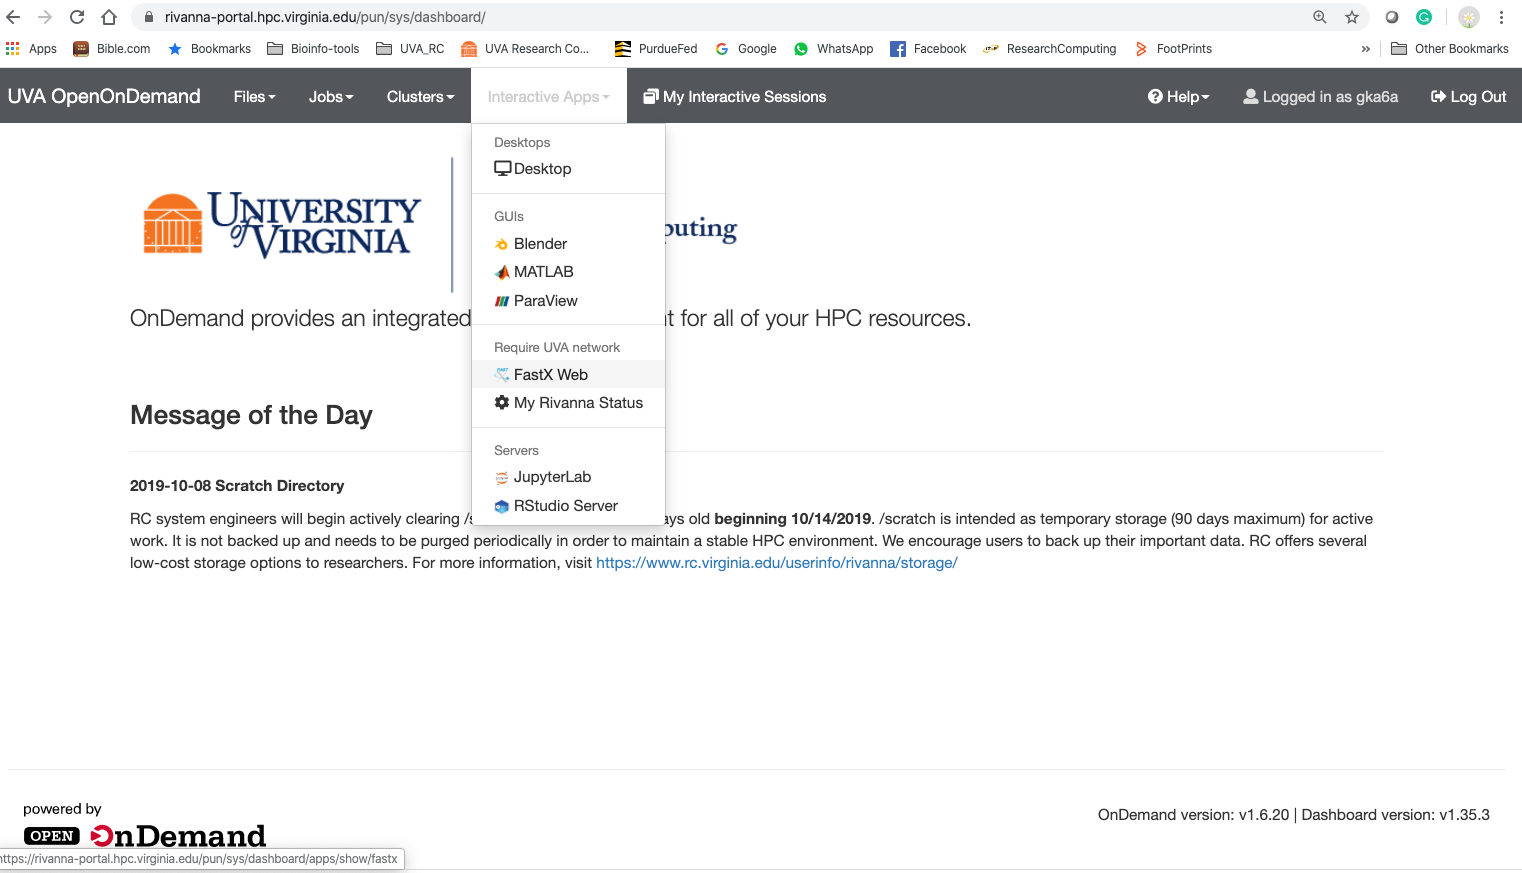 rivanna-portal.hpc.virginia.edu/pun/sys/dashboard/
Apps Bible.com Bookmarks Bioinfo-tools UVA_RC UVA Research Co... PurdueFed Google WhatsApp Facebook ResearchComputing FootPrints » Other Bookmarks
UVA OpenOnDemand Files Jobs Clusters Interactive Apps My Interactive Sessions Help Logged in as gka6a Log Out
Desktops
Desktop
GUIs
Blender
MATLAB
ParaView
Require UVA network
FastX Web
My Rivanna Status
Servers
JupyterLab
RStudio Server
UNIVERSITY
of VIRGINIA
puting
OnDemand provides an integrated t for all of your HPC resources.
Message of the Day
2019-10-08 Scratch Directory
RC system engineers will begin actively clearing /s ays old beginning 10/14/2019. /scratch is intended as temporary storage (90 days maximum) for active
work. It is not backed up and needs to be purged periodically in order to maintain a stable HPC environment. We encourage users to back up their important data. RC offers several
low-cost storage options to researchers. For more information, visit https://www.rc.virginia.edu/userinfo/rivanna/storage/
powered by
OPEN OnDemand
OnDemand version: v1.6.20 | Dashboard version: v1.35.3
https://rivanna-portal.hpc.virginia.edu/pun/sys/dashboard/apps/show/fastx